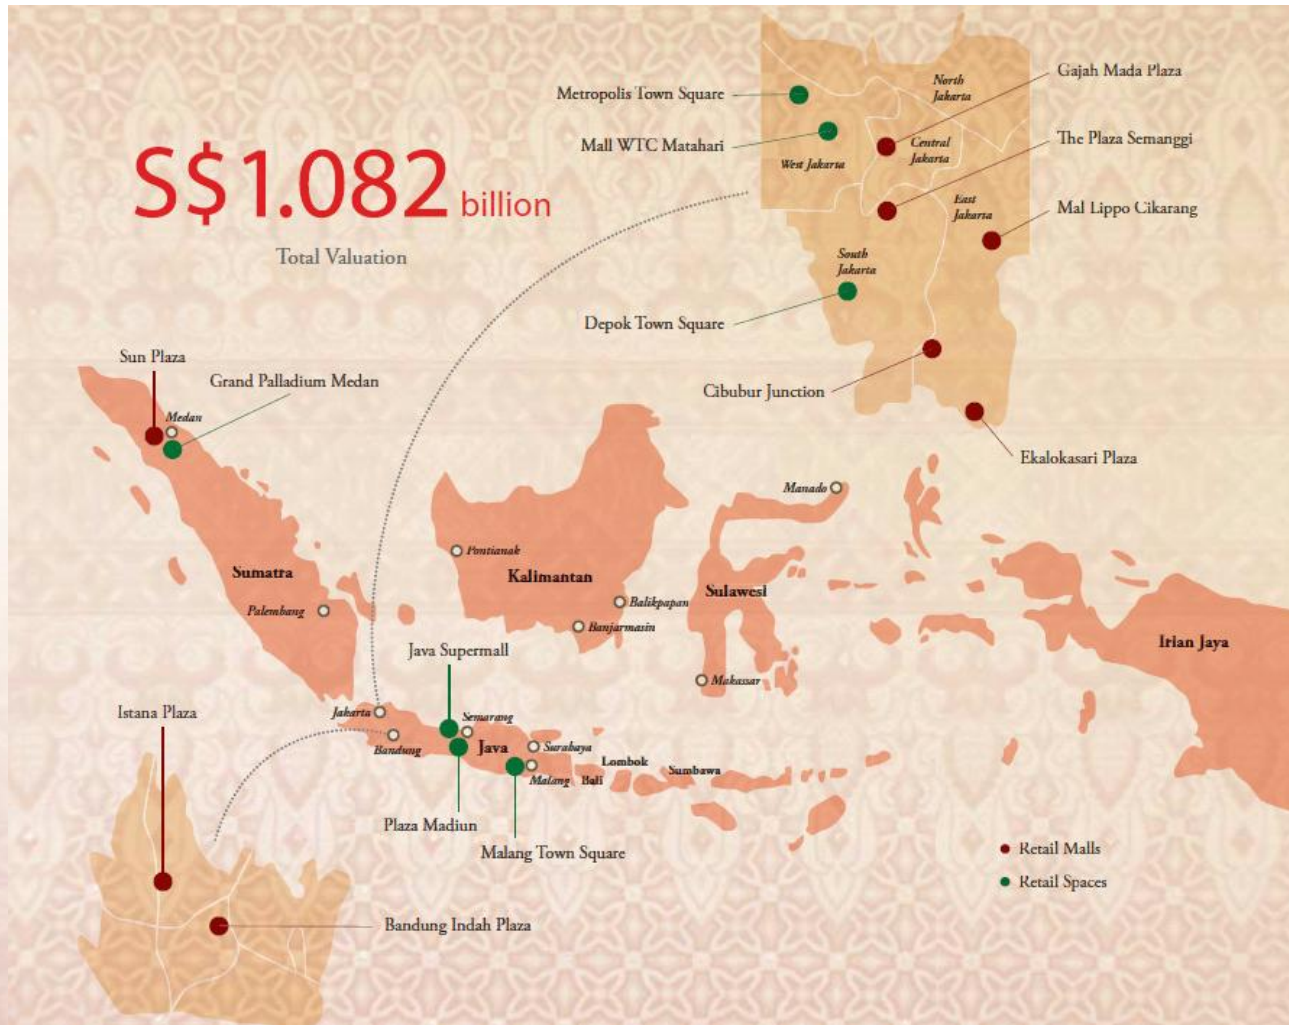 S$1.082 billion
Total Valuation
Metropolis Town Square
Mall WTC Matahari
Depok Town Square
Cibubur Junction
Gajah Mada Plaza
The Plaza Semanggi
Mal Lippo Cikarang
Ekalokasari Plaza
North
Jakarta
Central
Jakarta
West Jakarta
East
Jakarta
South
Jakarta
Sun Plaza
Grand Palladium Medan
Medan
Sumatra
Palembang
Pontianak
Kalimantan
Balikpapan
Banjarmasin
Manado
Sulawesi
Makassar
Irian Jaya
Java Supermall
Jakarta
Bandung
Semarang
Java
Surabaya
Malang
Bali
Lombok
Sumbawa
Plaza Madiun
Malang Town Square
Istana Plaza
Bandung Indah Plaza
Retail Malls
Retail Spaces